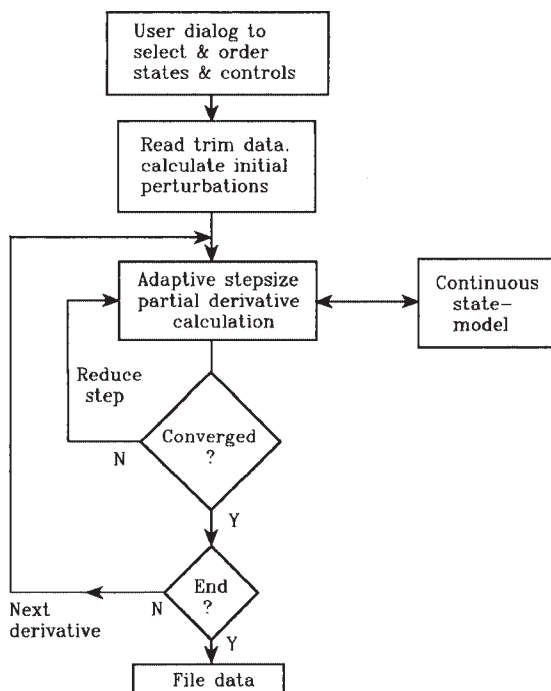 User dialog to
select & order
states & controls
Read trim data.
calculate initial
perturbations
Adaptive stepsize
partial derivative
calculation
Continuous
state-
model
Reduce
step
Converged
?
N
Y
End
?
N
Next
derivative
Y
File data